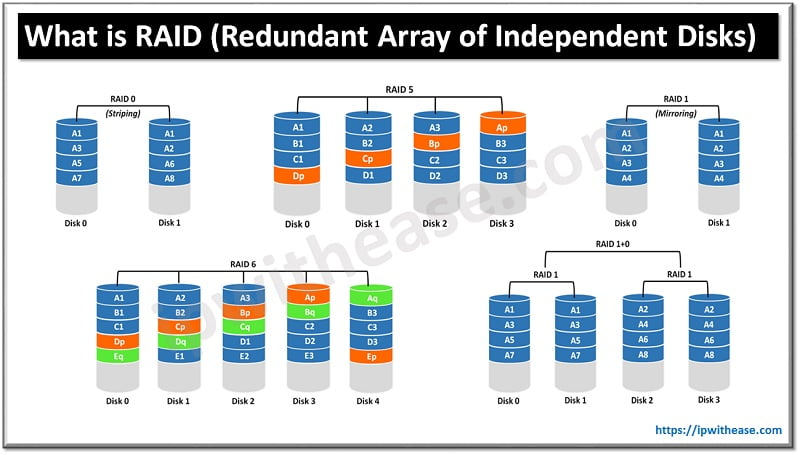 What is RAID (Redundant Array of Independent Disks)
RAID 0
(Striping)
A1
A3
A5
A7
Disk 0
A1
A2
A6
A8
Disk 1
RAID 5
A1
B1
C1
Dp
Disk 0
A2
B2
Cp
D1
Disk 1
A3
Bp
C2
D2
Disk 2
Ap
B3
C3
D3
Disk 3
RAID 1
(Mirroring)
A1
A2
A3
A4
Disk 0
A1
A2
A3
A4
Disk 1
RAID 6
A1
B1
C1
Dp
Eq
Disk 0
A2
B2
Cp
Dq
E1
Disk 1
A3
Bp
Cq
D1
E2
Disk 2
Ap
Bq
C2
D2
E3
Disk 3
Aq
B3
C3
D3
Ep
Disk 4
RAID 1+0
RAID 1
A1
A3
A5
A7
Disk 0
A1
A3
A5
A7
Disk 1
RAID 1
A2
A4
A6
A8
Disk 2
A2
A4
A6
A8
Disk 3
ipwithease.com
https://ipwithease.com